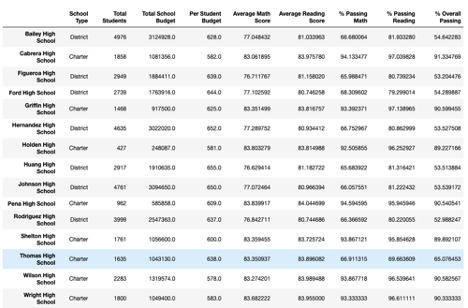 School Type Total Students Total School Budget Per Student Budget Average Math Score Average Reading Score % Passing Math % Passing Reading % Overall Passing
Bailey High School District 4976 3124928.0 628.0 77.048432 81.033963 66.680064 81.933280 54.642283
Cabrera High School Charter 1858 1081356.0 582.0 83.061895 83.975780 94.133477 97.039828 91.334769
Figueroa High School District 2949 1884411.0 639.0 76.711767 81.158020 65.988471 80.739234 53.204476
Ford High School District 2739 1763916.0 644.0 77.102592 80.746258 68.309602 79.299014 54.289887
Griffin High School Charter 1468 917500.0 625.0 83.351499 83.816757 93.392371 97.138965 90.599455
Hernandez High School District 4635 3022020.0 652.0 77.289752 80.934412 66.752967 80.862999 53.527508
Holden High School Charter 427 248087.0 581.0 83.803279 83.814988 92.505855 96.252927 89.227166
Huang High School District 2917 1910635.0 655.0 76.629414 81.182722 65.683922 81.316421 53.513884
Johnson High School District 4761 3094650.0 650.0 77.072464 80.966394 66.057551 81.222432 53.539172
Pena High School Charter 962 585858.0 609.0 83.839917 84.044699 94.594595 95.945946 90.540541
Rodriguez High School District 3999 2547363.0 637.0 76.842711 80.744686 66.366592 80.220055 52.988247
Shelton High School Charter 1761 1056600.0 600.0 83.359455 83.725724 93.867121 95.854628 89.892107
Thomas High School Charter 1635 1043130.0 638.0 83.350937 83.896082 66.911315 69.663609 65.076453
Wilson High School Charter 2283 1319574.0 578.0 83.274201 83.989488 93.867718 96.539641 90.582567
Wright High School Charter 1800 1049400.0 583.0 83.682222 83.955000 93.333333 96.611111 90.333333